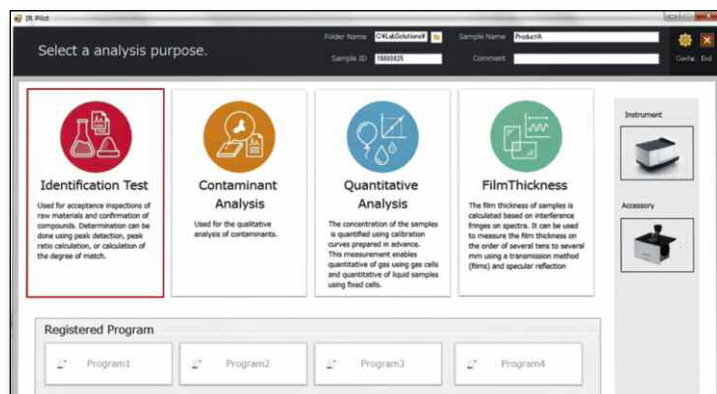 IR Pilot
Select a analysis purpose.
Folder Name
C:¥LabSolutions¥
Sample Name
ProductA
Sample ID
Comment
Config
End
Identification Test
Used for acceptance inspections of
raw materials and confirmation of
compounds. Determination can be
done using peak detection, peak
ratio calculation, or calculation of
the degree of match.
Contaminant
Analysis
Used for the qualitative
analysis of contaminants.
Quantitative
Analysis
The concentration of the samples
is quantified using calibration
curves prepared in advance.
This measurement enables
quantitative of gas using gas cells
and quantitative of liquid samples
using fixed cells.
FilmThickness
The film thickness of samples is
calculated based on interference
fringes on spectra. It can be used
to measure the film thickness on
the order of several tens to several
mm using a transmission method
(films) and specular reflection
Instrument
Accessory
Registered Program
Program1
Program2
Program3
Program4